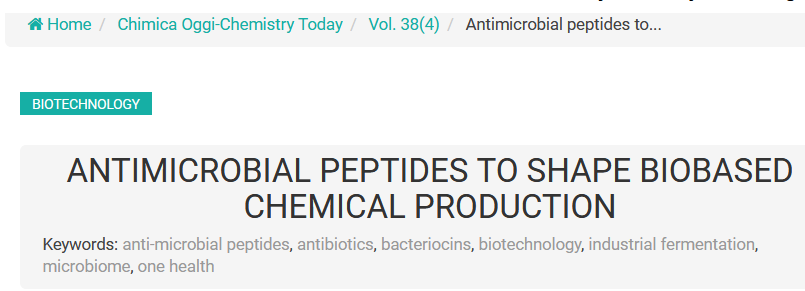 Home / Chimica Oggi-Chemistry Today / Vol. 38(4) / Antimicrobial peptides to...
BIOTECHNOLOGY
ANTIMICROBIAL PEPTIDES TO SHAPE BIOBASED
CHEMICAL PRODUCTION
Keywords: anti-microbial peptides, antibiotics, bacteriocins, biotechnology, industrial fermentation,
microbiome, one health